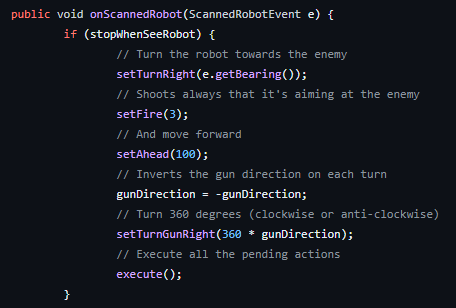 public void onScannedRobot(ScannedRobotEvent e) {
if (stopWhenSeeRobot) {
// Turn the robot towards the enemy
setTurnRight(e.getBearing());
// Shoots always that it's aiming at the enemy
setFire(3);
// And move forward
setAhead(100);
// Inverts the gun direction on each turn
gunDirection = -gunDirection;
// Turn 360 degrees (clockwise or anti-clockwise)
setTurnGunRight(360 * gunDirection);
// Execute all the pending actions
execute();
}